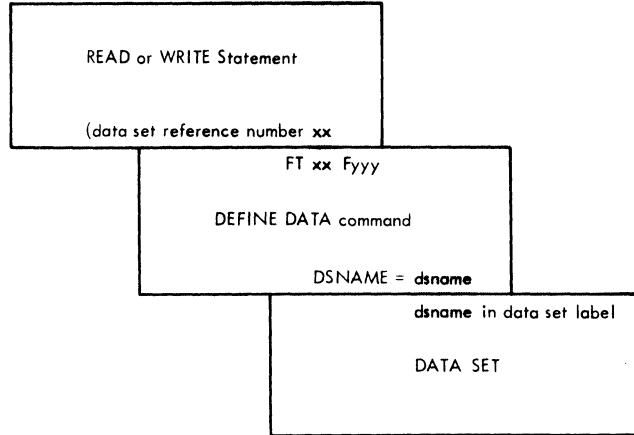 READ or WRITE Statement
(data set reference number xx
FT xx Fyyy
DEFINE DATA command
DSNAME = dsname
dsname in data set label
DATA SET